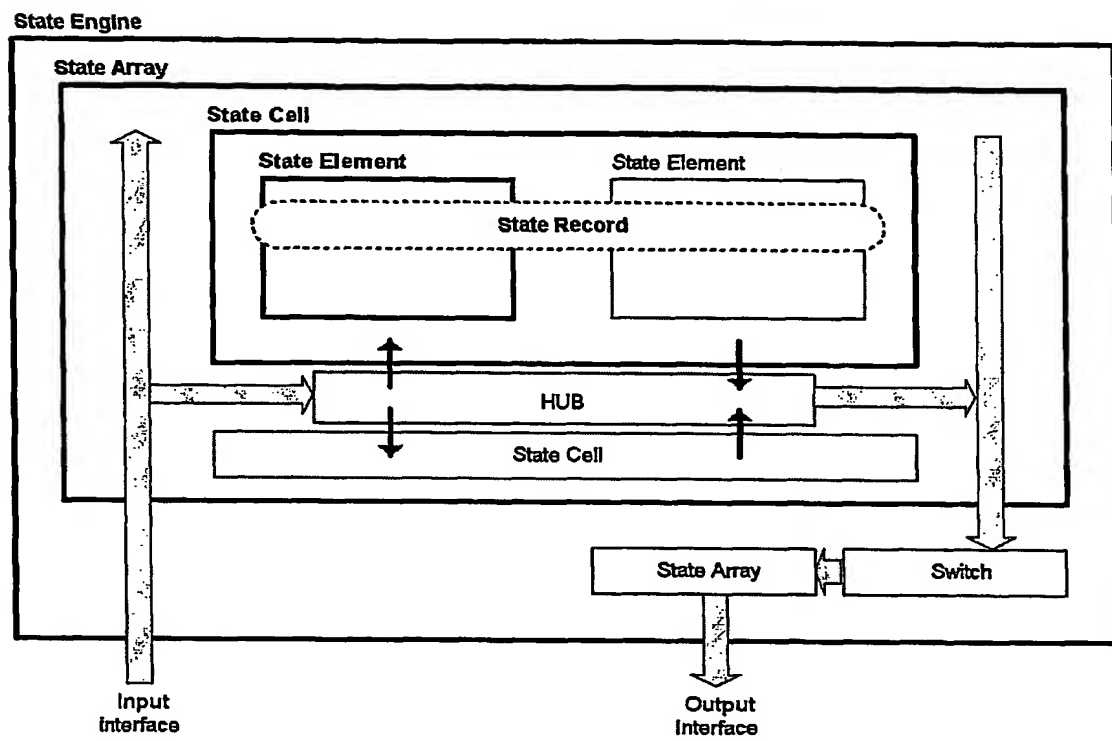 State Engine
State Array
State Cell
State Element
State Element
State Record
HUB
State Cell
State Array
Switch
Input
Interface
Output
Interface